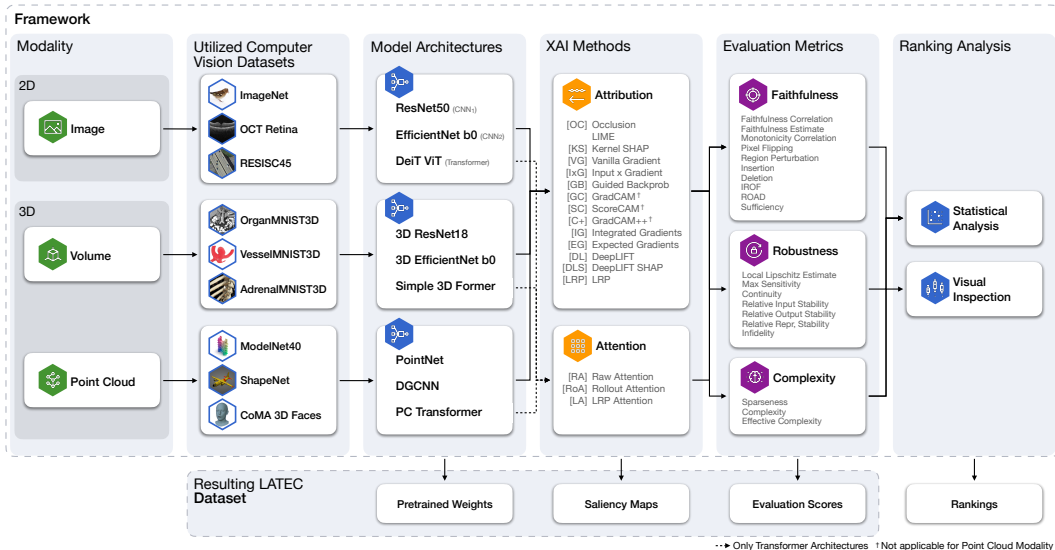 Framework
Modality
2D
Image
3D
Volume
Point Cloud
Utilized Computer
Vision Datasets
ImageNet
OCT Retina
RESISC45
OrganMNIST3D
VesselMNIST3D
AdrenalMNIST3D
ModelNet40
ShapeNet
CoMA 3D Faces
Model Architectures
ResNet50 (CNN₁)
EfficientNet b0 (CNN₂)
DeiT ViT (Transformer)
3D ResNet18
3D EfficientNet b0
Simple 3D Former
PointNet
DGCNN
PC Transformer
XAI Methods
Attribution
[OC] Occlusion
LIME
[KS] Kernel SHAP
[VG] Vanilla Gradient
[IxG] Input x Gradient
[GB] Guided Backprob
[GC] GradCAM†
[SC] ScoreCAM†
[C+] GradCAM++†
[IG] Integrated Gradients
[EG] Expected Gradients
[DL] DeepLIFT
[DLS] DeepLIFT SHAP
[LRP] LRP
Attention
[RA] Raw Attention
[RoA] Rollout Attention
[LA] LRP Attention
Evaluation Metrics
Faithfulness
Faithfulness Correlation
Faithfulness Estimate
Monotonicity Correlation
Pixel Flipping
Region Perturbation
Insertion
Deletion
IROF
ROAD
Sufficiency
Robustness
Local Lipschitz Estimate
Max Sensitivity
Continuity
Relative Input Stability
Relative Output Stability
Relative Repr, Stability
Infidelity
Complexity
Sparseness
Complexity
Effective Complexity
Ranking Analysis
Statistical
Analysis
Visual
Inspection
Resulting LATEC
Dataset
Pretrained Weights
Saliency Maps
Evaluation Scores
Rankings
Only Transformer Architectures †Not applicable for Point Cloud Modality